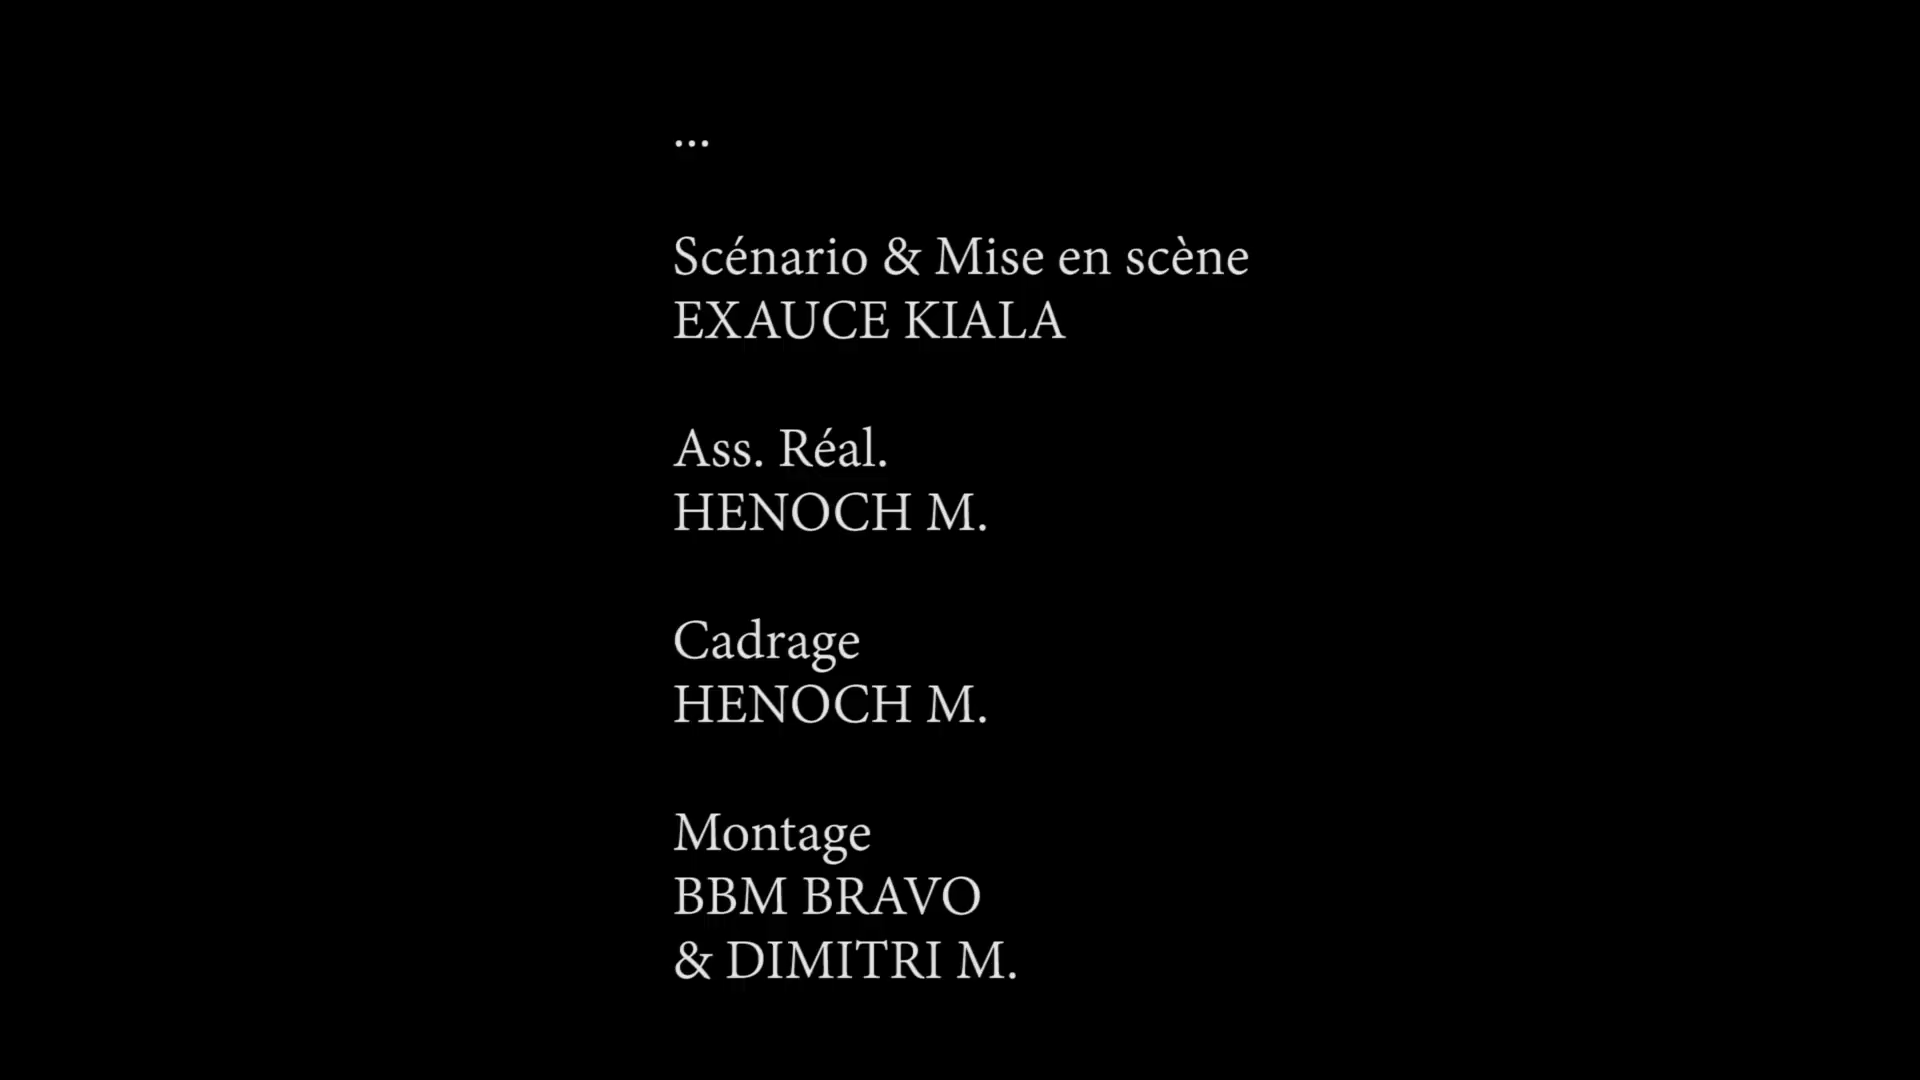 ...
Scénario & Mise en scène
EXAUCE KIALA
Ass. Réal.
HENOCH M.
Cadrage
HENOCH M.
Montage
BBM BRAVO
& DIMITRI M.